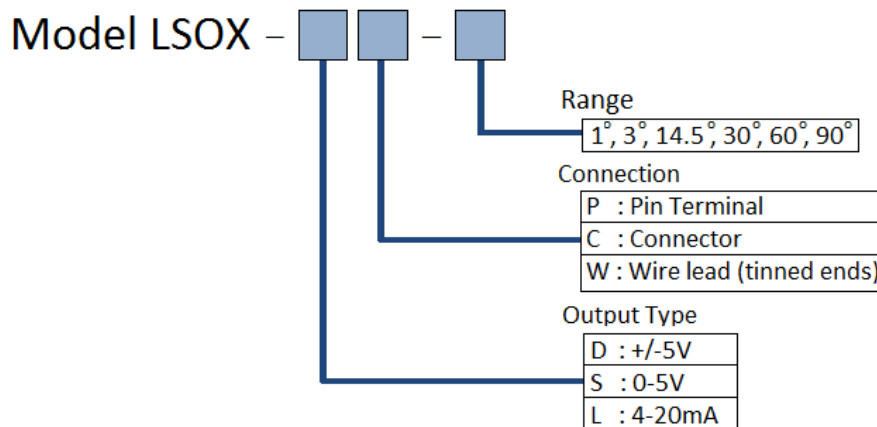 Model LSOX - -
Range
1°, 3°, 14.5°, 30°, 60°, 90°
Connection
P : Pin Terminal
C : Connector
W : Wire lead (tinned ends)
Output Type
D : +/-5V
S : 0-5V
L : 4-20mA